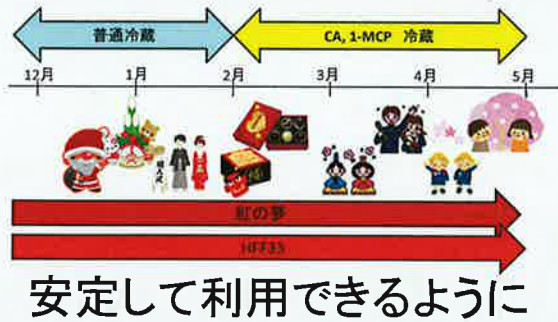 普通冷蔵
CA, 1-MCP 冷蔵
12月 1月 2月 3月 4月 5月
紅の夢
HFF33
安定して利用できるように